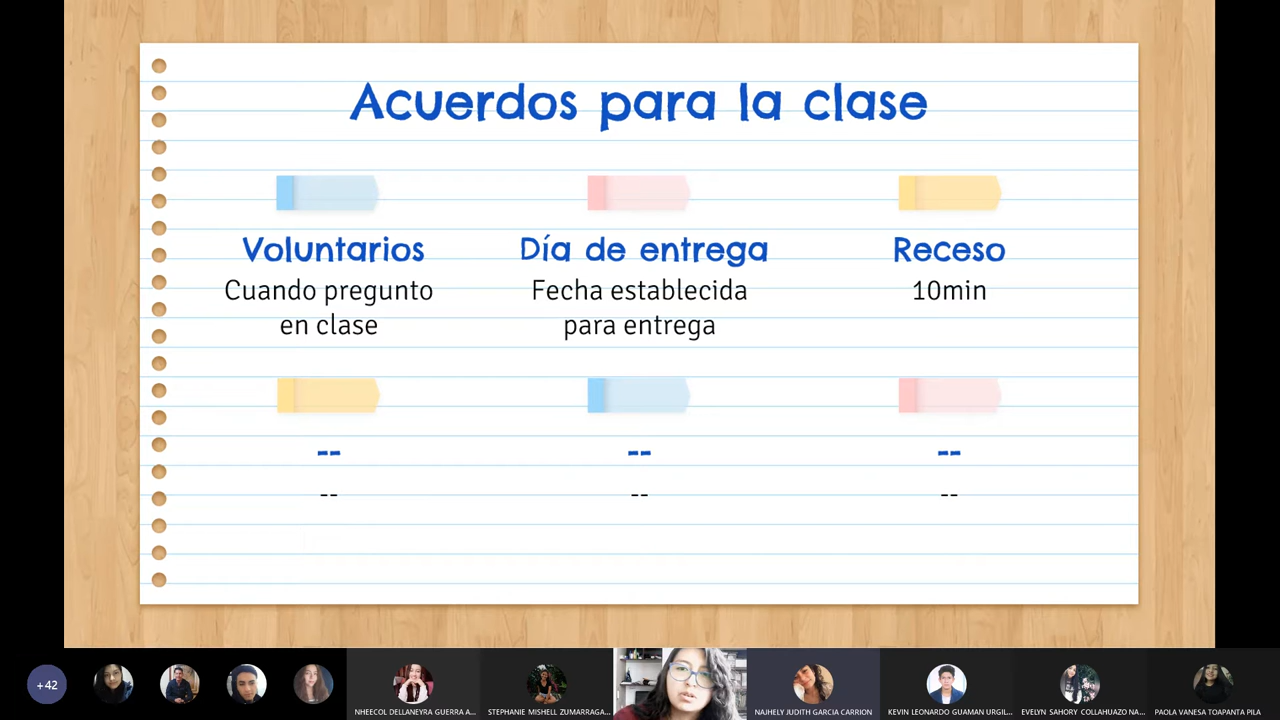 Acuerdos para la clase
Voluntarios
Cuando pregunto
en clase
Día de entrega
Fecha establecida
para entrega
Receso
10min
--
--
--
--
--
--
+42
NHEECOL DELLANEYRA GUERRA A...
STEPHANIE MISHELL ZUMARRAGA...
NAJHELY JUDITH GARCIA CARRION
KEVIN LEONARDO GUAMAN URGIL...
EVELYN SAHORY COLLAHUAZO NA...
PAOLA VANESA TOAPANTA PILA